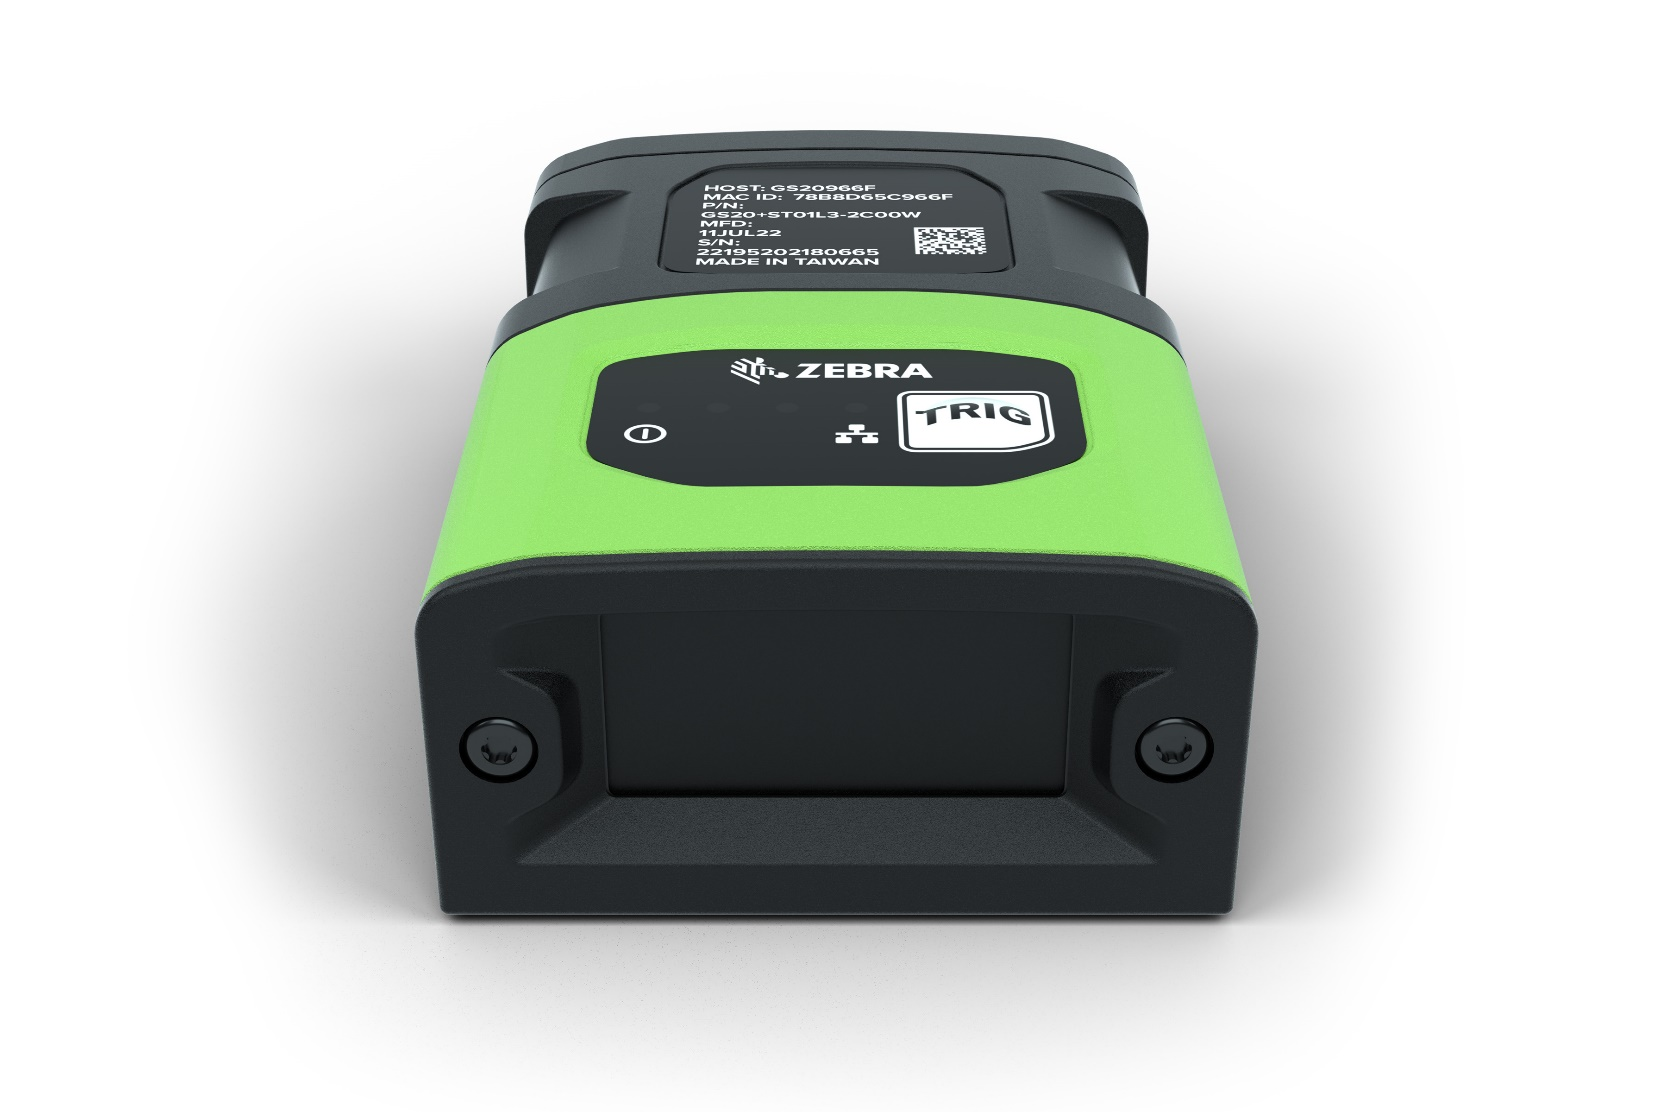 HOST: GS20966F
MAC ID: 78B8D65C966F
P/N:
GS20+ST01L3-2C00W
MFD:
11JUL22
S/N:
22195202180665
MADE IN TAIWAN
ZEBRA
TRIG